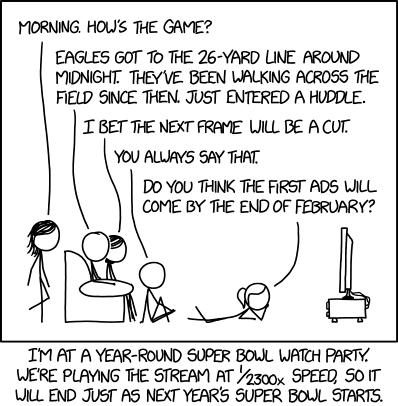 MORNING. HOW'S THE GAME?
EAGLES GOT TO THE 26-YARD LINE AROUND
MIDNIGHT. THEY'VE BEEN WALKING ACROSS THE
FIELD SINCE THEN. JUST ENTERED A HUDDLE.
I BET THE NEXT FRAME WILL BE A CUT.
YOU ALWAYS SAY THAT.
DO YOU THINK THE FIRST ADS WILL
COME BY THE END OF FEBRUARY?
I'M AT A YEAR-ROUND SUPER BOWL WATCH PARTY.
WE'RE PLAYING THE STREAM AT 1/2300x SPEED, SO IT
WILL END JUST AS NEXT YEAR'S SUPER BOWL STARTS.